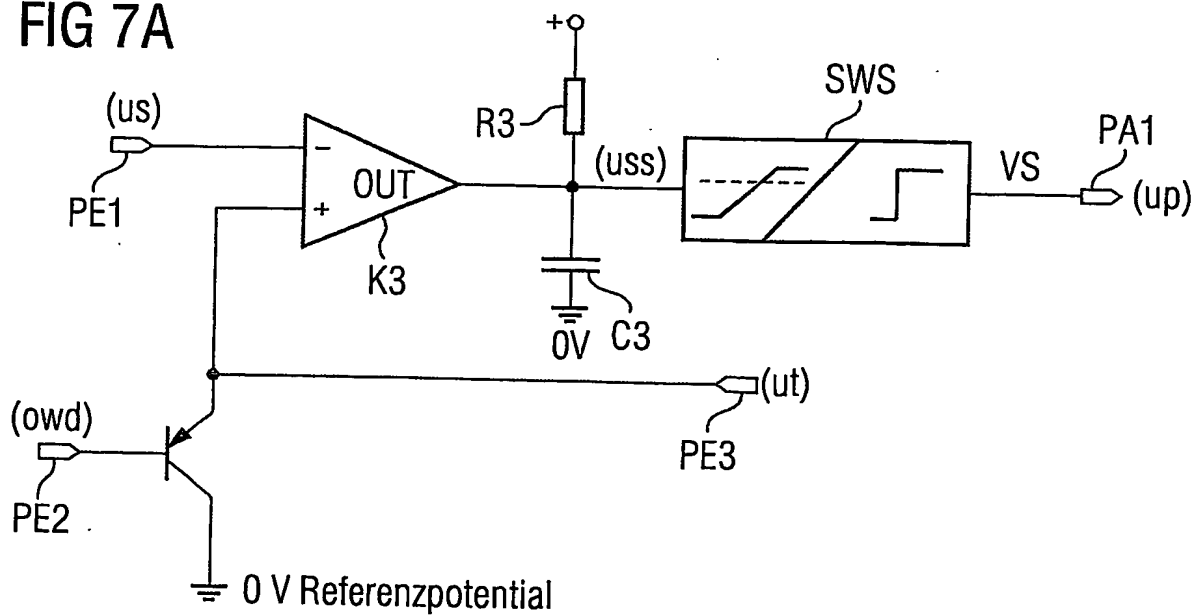 FIG 7A
+
SWS
(us)
R3
PA1
−
(uss)
VS
OUT
(up)
PE1
+
K3
0V
C3
(ut)
(owd)
PE3
PE2
0 V Referenzpotential